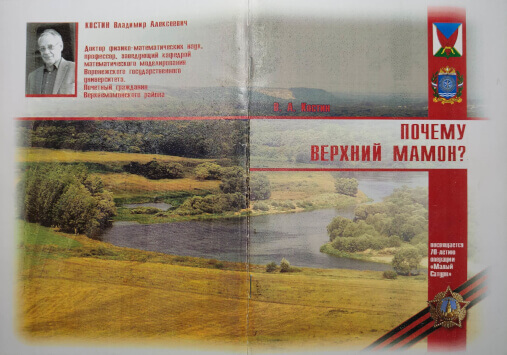 КОСТИН Владимир Алексеевич
Доктор физико-математических наук,
профессор, заведующий кафедрой
математического моделирования
Воронежского государственного
университета.
Почетный гражданин
Верхнемамонского района
В. А. Костин
ПОЧЕМУ
ВЕРХНИЙ МАМОН?
посвящается
70-летию
операции
«Малый
Сатурн»